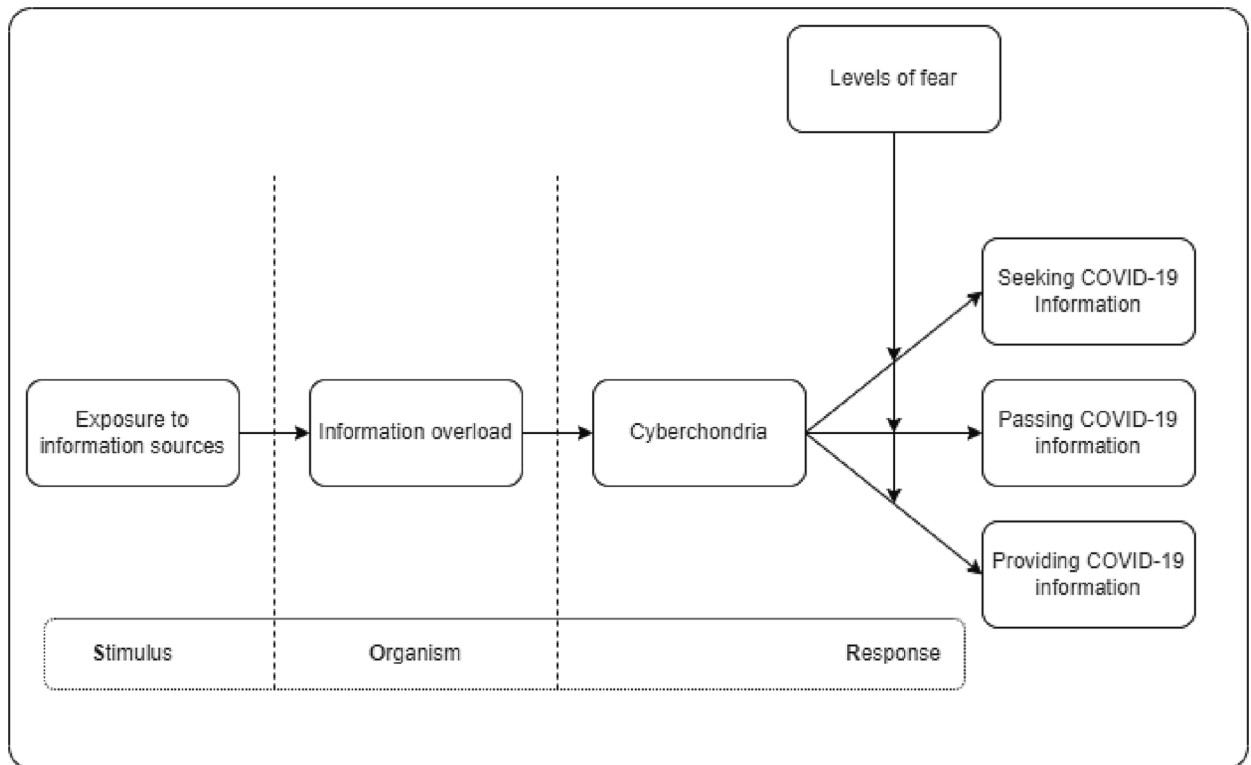 Levels of fear
Seeking COVID-19
Information
Exposure to
information sources
Information overload
Cyberchondria
Passing COVID-19
information
Providing COVID-19
information
Stimulus
Organism
Response